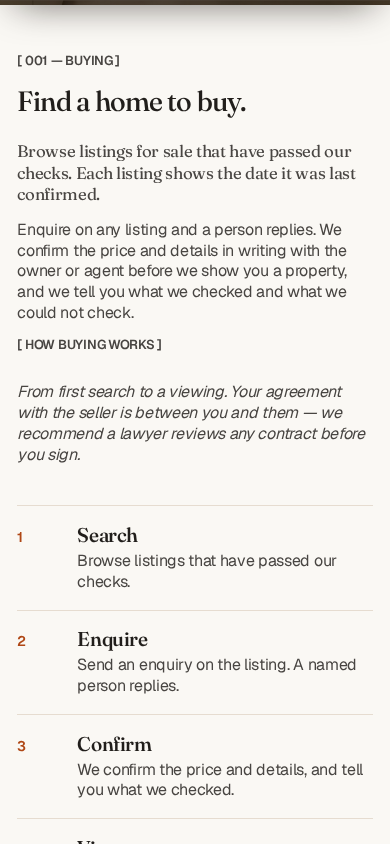 [ 001 — BUYING ]
Find a home to buy.
Browse listings for sale that have passed our
checks. Each listing shows the date it was last
confirmed.
Enquire on any listing and a person replies. We
confirm the price and details in writing with the
owner or agent before we show you a property,
and we tell you what we checked and what we
could not check.
[ HOW BUYING WORKS ]
From first search to a viewing. Your agreement
with the seller is between you and them — we
recommend a lawyer reviews any contract before
you sign.
1 Search
Browse listings that have passed our
checks.
2 Enquire
Send an enquiry on the listing. A named
person replies.
3 Confirm
We confirm the price and details, and tell
you what we checked.